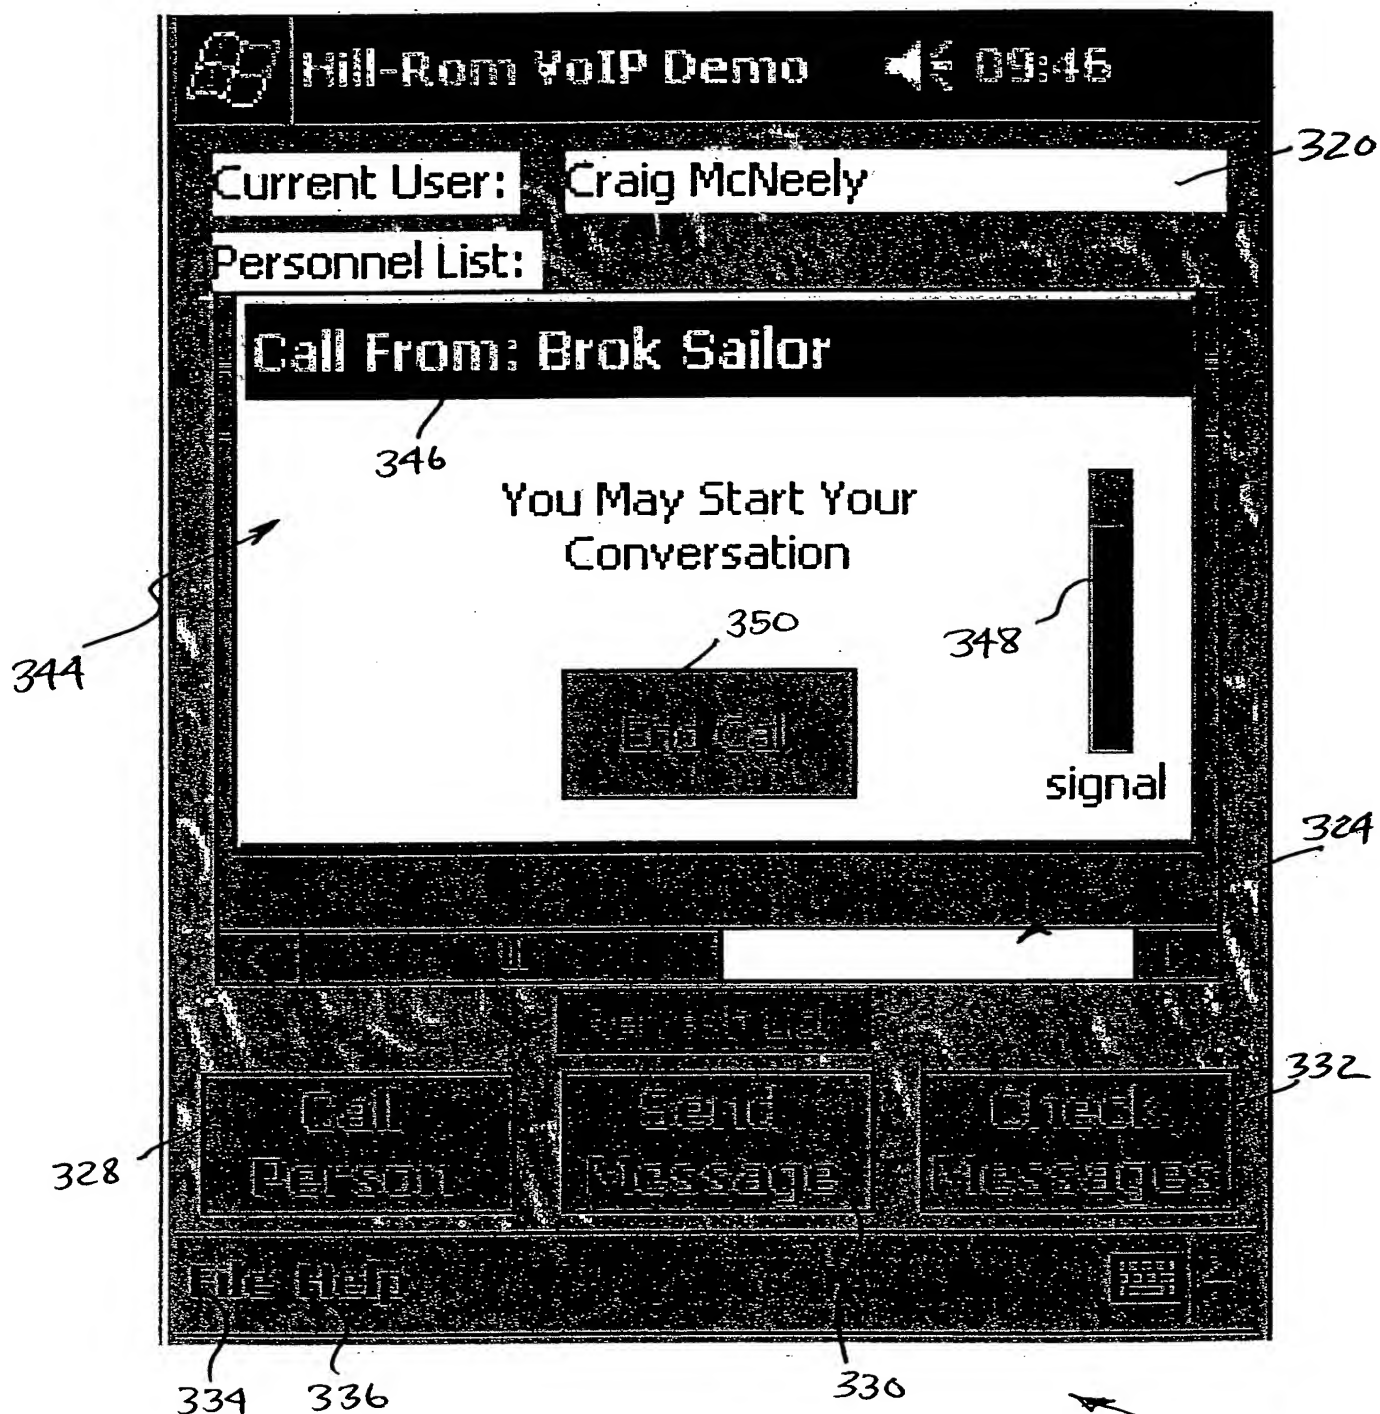 Hill-Rom VoIP Demo 09:46
320
Current User: Craig McNeely
Personnel List:
Call From: Brok Sailor
346
You May Start Your
Conversation
344
350
348
End Call
signal
324
332
Call
Person
Send
Message
Check
Messages
328
File Help
334
336
330